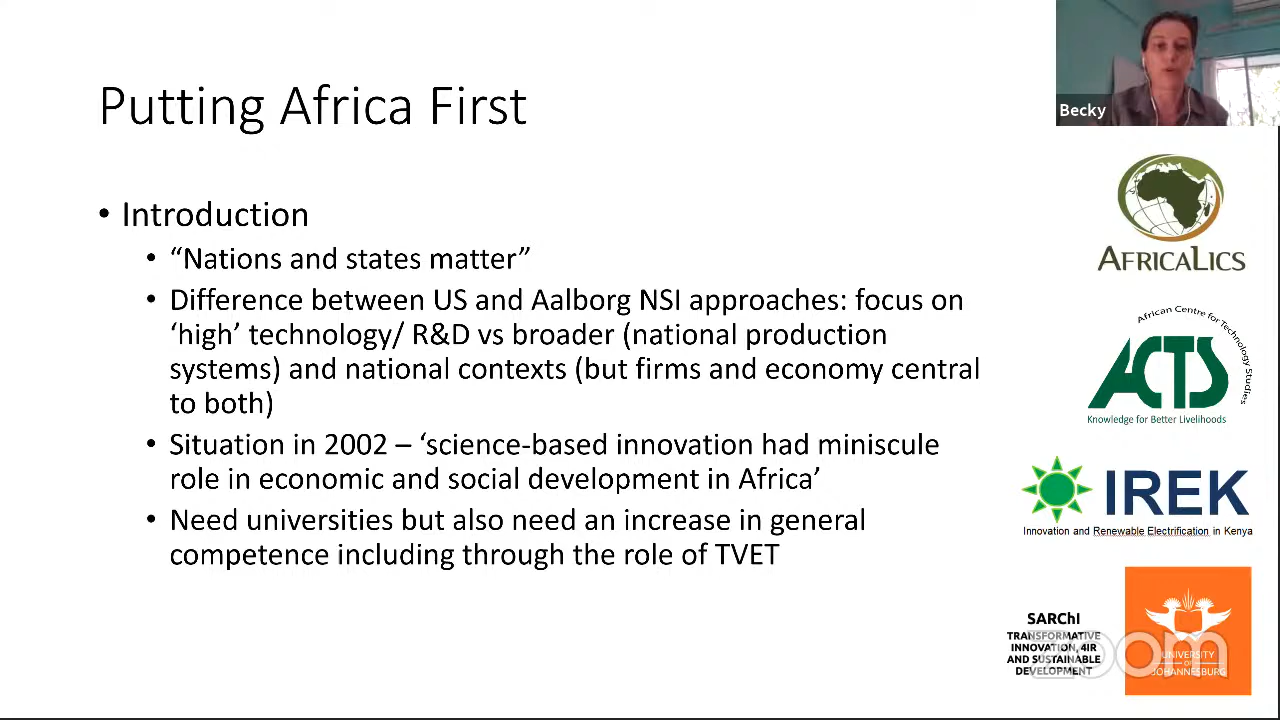 Putting Africa First
Becky
• Introduction
• “Nations and states matter”
• Difference between US and Aalborg NSI approaches: focus on
‘high’ technology/ R&D vs broader (national production
systems) and national contexts (but firms and economy central
to both)
• Situation in 2002 – ‘science-based innovation had miniscule
role in economic and social development in Africa’
• Need universities but also need an increase in general
competence including through the role of TVET
AFRICALICS
African Centre for Technology Studies
ACTS
Knowledge for Better Livelihoods
IREK
Innovation and Renewable Electrification in Kenya
SARChI
TRANSFORMATIVE
INNOVATION, 4IR
AND SUSTAINABLE
DEVELOPMENT
UNIVERSITY
OF
JOHANNESBURG
zoom